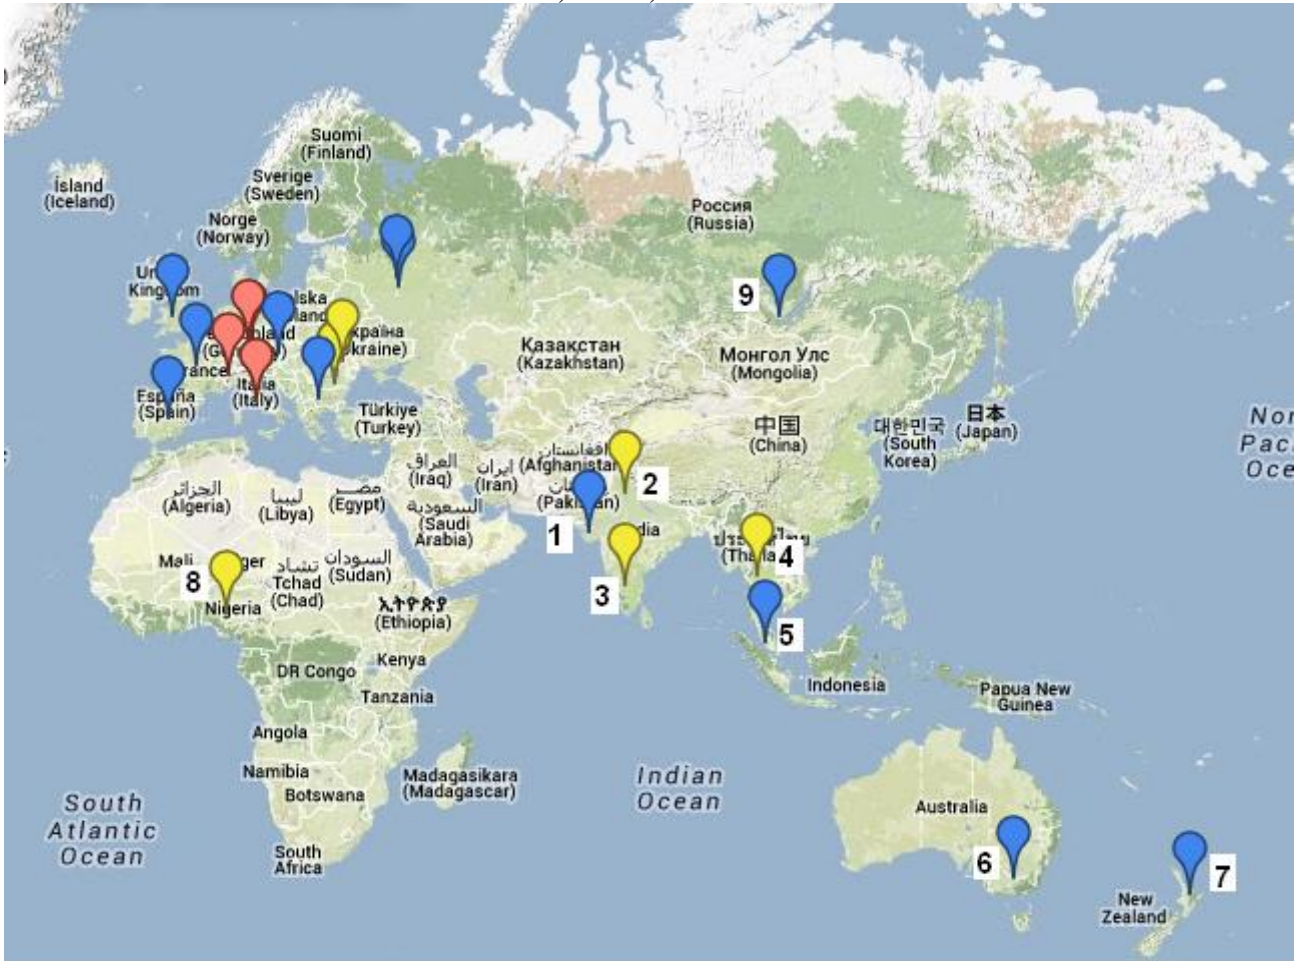 Suomi
(Finland)
Ísland
(Iceland)
Sverige
(Sweden)
Norge
(Norway)
Россия
(Russia)
9
Казахстан
(Kazakhstan)
Монгол Улс
(Mongolia)
Italia
(Italy)
España
(Spain)
Türkiye
(Turkey)
中国
(China)
대한민국
(South
Korea)
日本
(Japan)
العراق
(Iraq)
ایران
(Iran)
(Afghanistan
2
1
الجزائر
(Algeria)
ليبيا
(Libya)
مصر
(Egypt)
السعودية
(Saudi
Arabia)
4
3
Mali
8
Nigeria
تشاد
Tchad
(Chad)
السودان
(Sudan)
ኢትዮጵያ
(Ethiopia)
5
DR Congo
Kenya
Tanzania
Indonesia
Papua New
Guinea
Angola
Namibia
Botswana
Madagasikara
(Madagascar)
South
Africa
South
Atlantic
Ocean
Indian
Ocean
Australia
6
7
New
Zealand